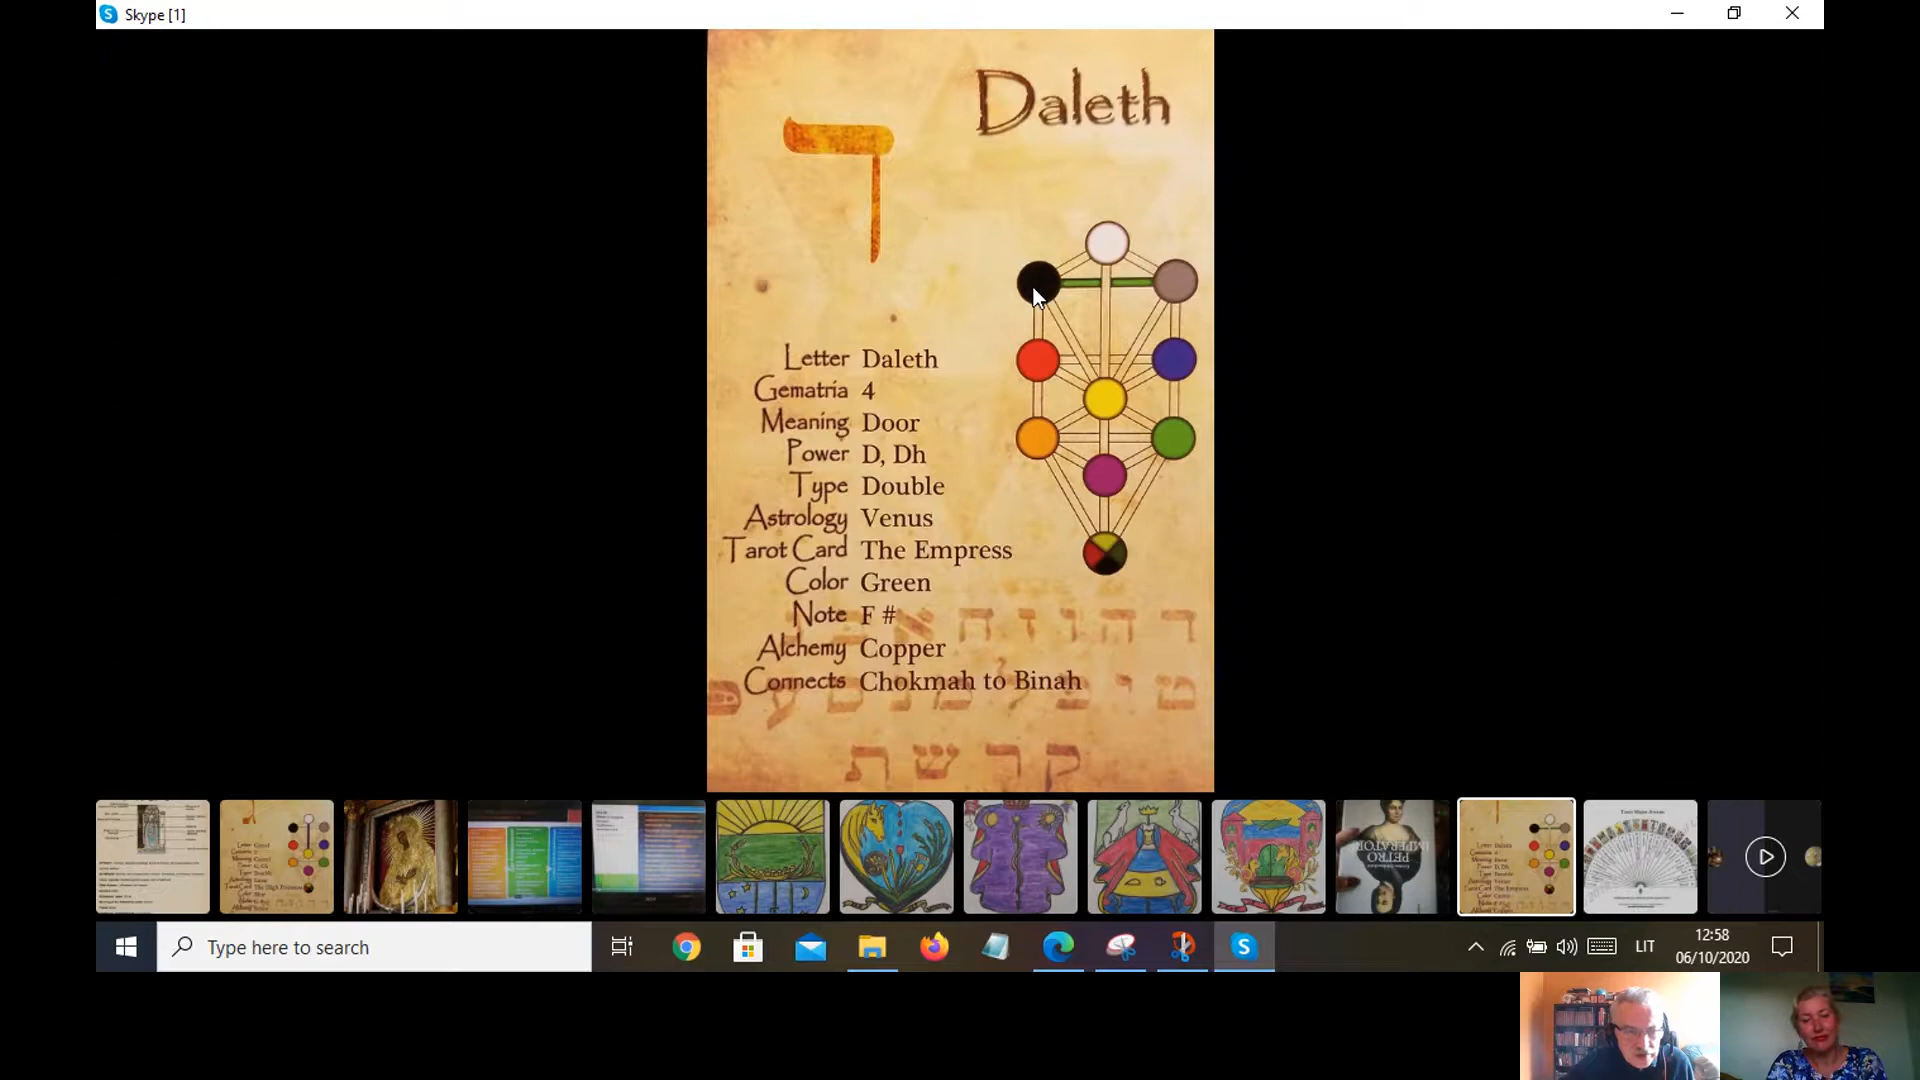 Skype [1]
Daleth
ד
Letter Daleth
Gematria 4
Meaning Door
Power D, Dh
Type Double
Astrology Venus
Tarot Card The Empress
Color Green
Note F #
Alchemy Copper
Connects Chokmah to Binah
ק ר ש ת
PETRO
IMPERATOR
Type here to search
LIT
12:58
06/10/2020